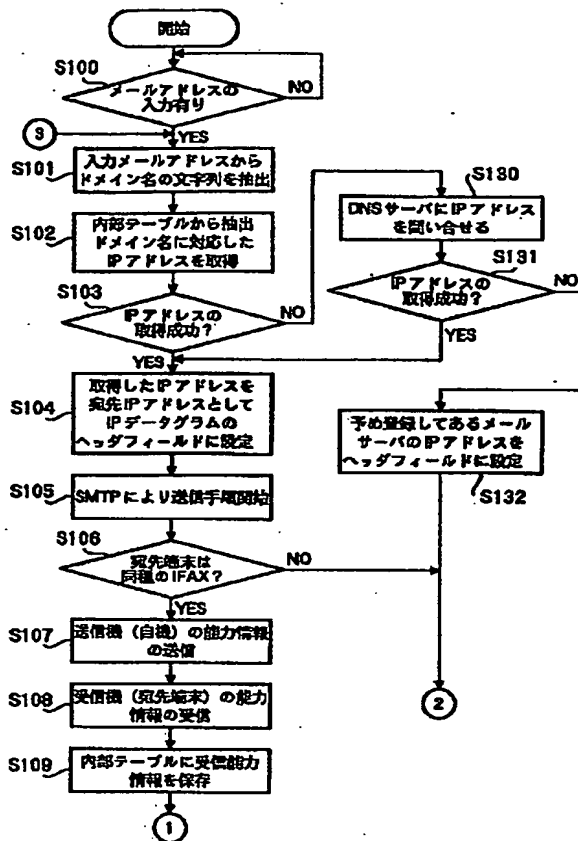 開始
S100
メールアドレスの
入力有り
NO
3
YES
S101
入力メールアドレスから
ドメイン名の文字列を抽出
S102
内部テーブルから抽出
ドメイン名に対応した
IPアドレスを取得
S103
IPアドレスの
取得成功?
NO
YES
S130
DNSサーバにIPアドレス
を問い合せる
S131
IPアドレスの
取得成功?
NO
YES
S104
取得したIPアドレスを
宛先IPアドレスとして
IPデータグラムの
ヘッダフィールドに設定
S105
SMTPにより送信手順開始
S106
宛先端末は
同種のIFAX?
NO
YES
予め登録してあるメール
サーバのIPアドレスを
ヘッダフィールドに設定
S132
S107
送信機(自機)の能力情報
の送信
S108
受信機(宛先端末)の能力
情報の受信
S109
内部テーブルに受信能力
情報を保存
1
2